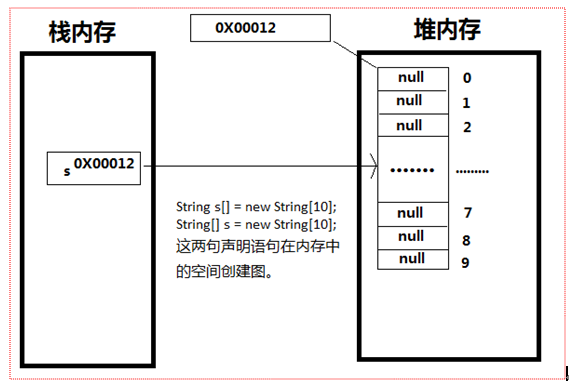 栈内存
0X00012
堆内存
null 0
null 1
null 2
....... .........
s 0X00012
null 7
null 8
null 9
String s[] = new String[10];
String[] s = new String[10];
这两句声明语句在内存中
的空间创建图。